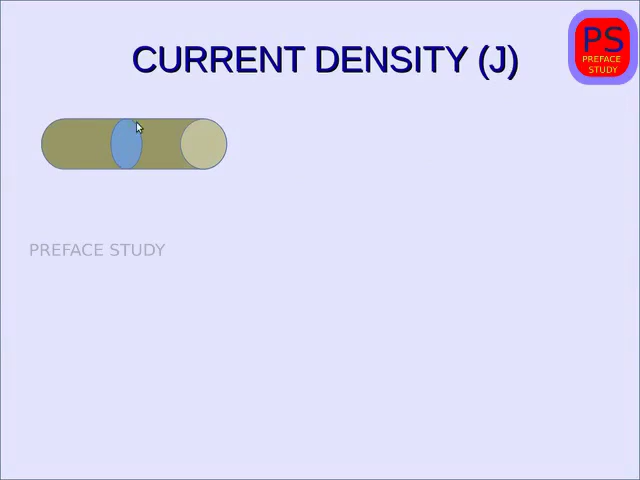 CURRENT DENSITY (J)
PS
PREFACE
STUDY
PREFACE STUDY